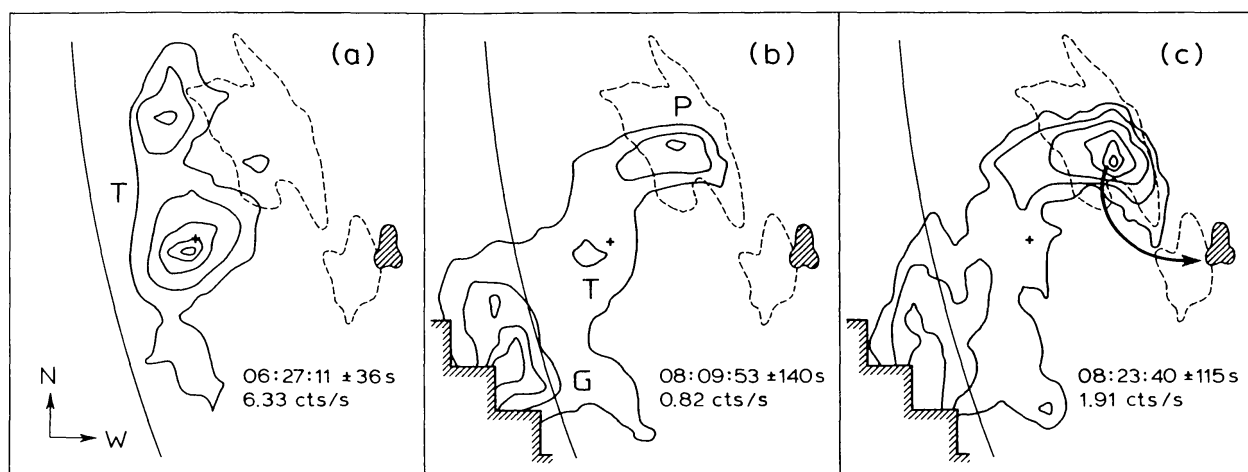 (a)
T
06:27:11 ±36s
6.33 cts/s
N
W
(b)
P
T
G
08:09:53 ±140s
0.82 cts/s
(c)
08:23:40 ±115s
1.91 cts/s